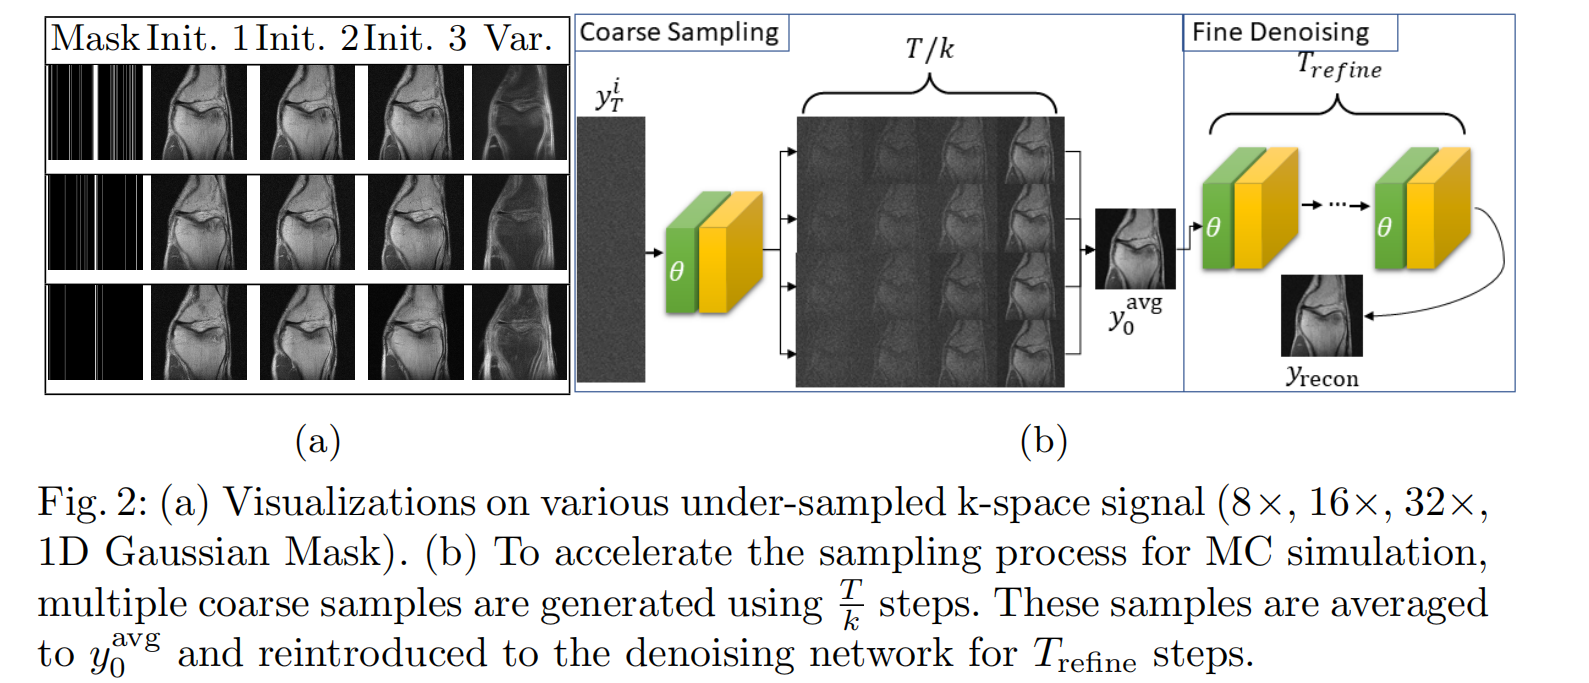 Mask Init. 1 Init. 2 Init. 3 Var.
Coarse Sampling
y_T^i
θ
T/k
y_0^avg
Fine Denoising
T_refine
θ
...
θ
y_recon
(a)
(b)
Fig. 2: (a) Visualizations on various under-sampled k-space signal (8×, 16×, 32×,
1D Gaussian Mask). (b) To accelerate the sampling process for MC simulation,
multiple coarse samples are generated using T/k steps. These samples are averaged
to y_0^avg and reintroduced to the denoising network for T_refine steps.